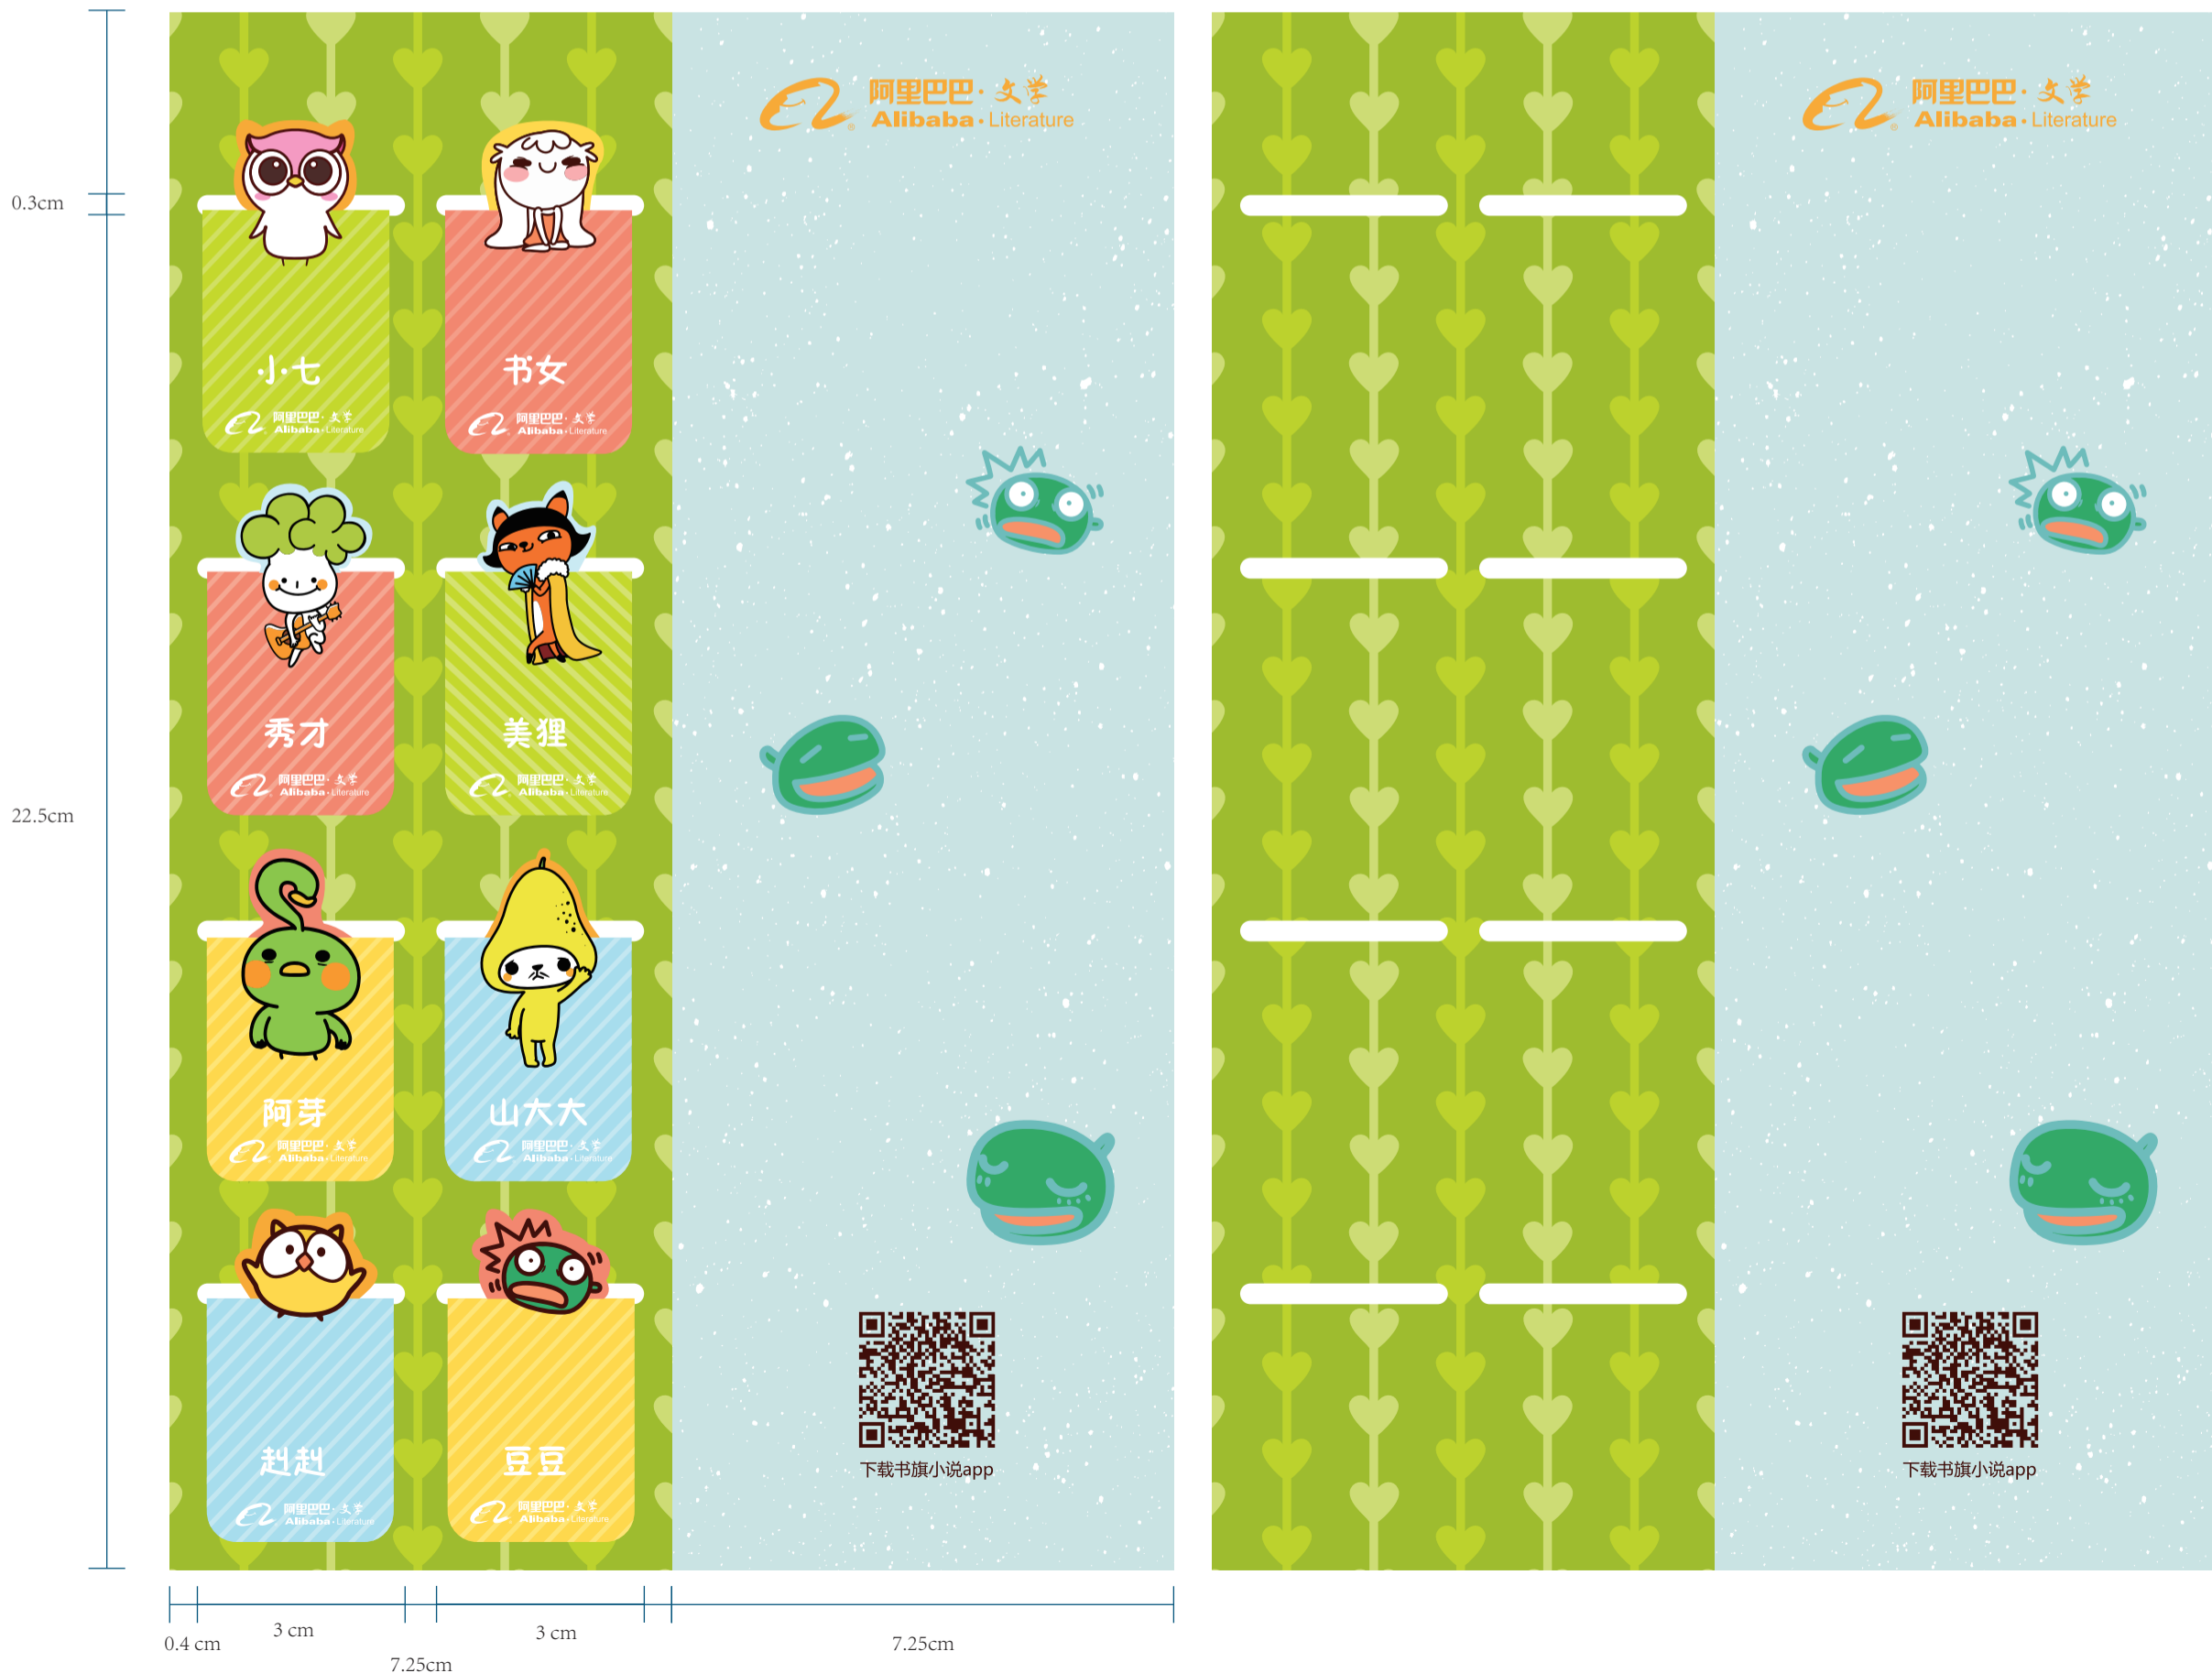 阿里巴巴·文学
Alibaba·Literature
阿里巴巴·文学
Alibaba·Literature
0.3cm
小七
书女
阿里巴巴·文学
Alibaba·Literature
阿里巴巴·文学
Alibaba·Literature
秀才
美狸
阿里巴巴·文学
Alibaba·Literature
阿里巴巴·文学
Alibaba·Literature
22.5cm
阿芽
山大大
阿里巴巴·文学
Alibaba·Literature
阿里巴巴·文学
Alibaba·Literature
豆豆
阿里巴巴·文学
Alibaba·Literature
阿里巴巴·文学
Alibaba·Literature
下载书旗小说app
下载书旗小说app
3 cm
3 cm
0.4 cm
7.25cm
7.25cm